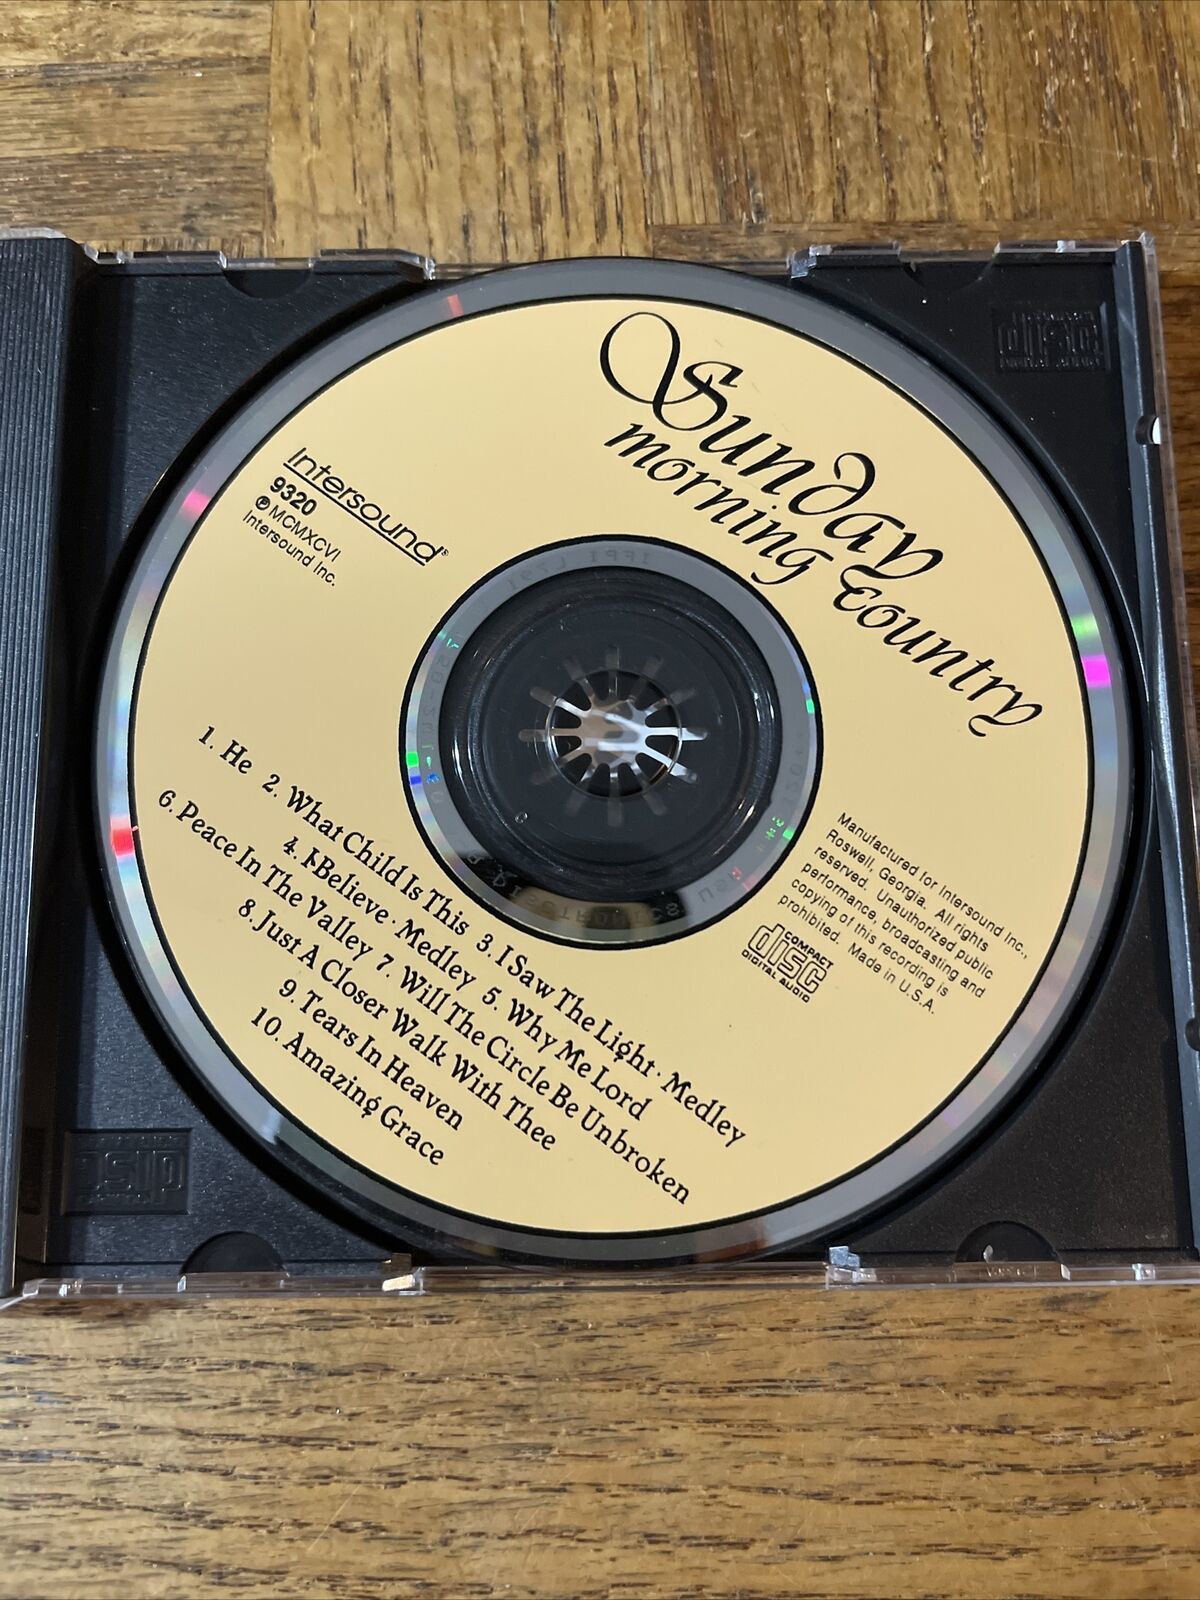 Sunday
morning country
Intersound®
9320
℗ MCMXCVI
Intersound Inc.
1. He 2. What Child Is This 3. I Saw The Light · Medley
4. I Believe · Medley 5. Why Me Lord
6. Peace In The Valley 7. Will The Circle Be Unbroken
8. Just A Closer Walk With Thee
9. Tears In Heaven
10. Amazing Grace
Manufactured for Intersound Inc.,
Roswell, Georgia. All rights
reserved. Unauthorized public
performance, broadcasting and
copying of this recording is
prohibited. Made in U.S.A.
COMPACT
disc
DIGITAL AUDIO